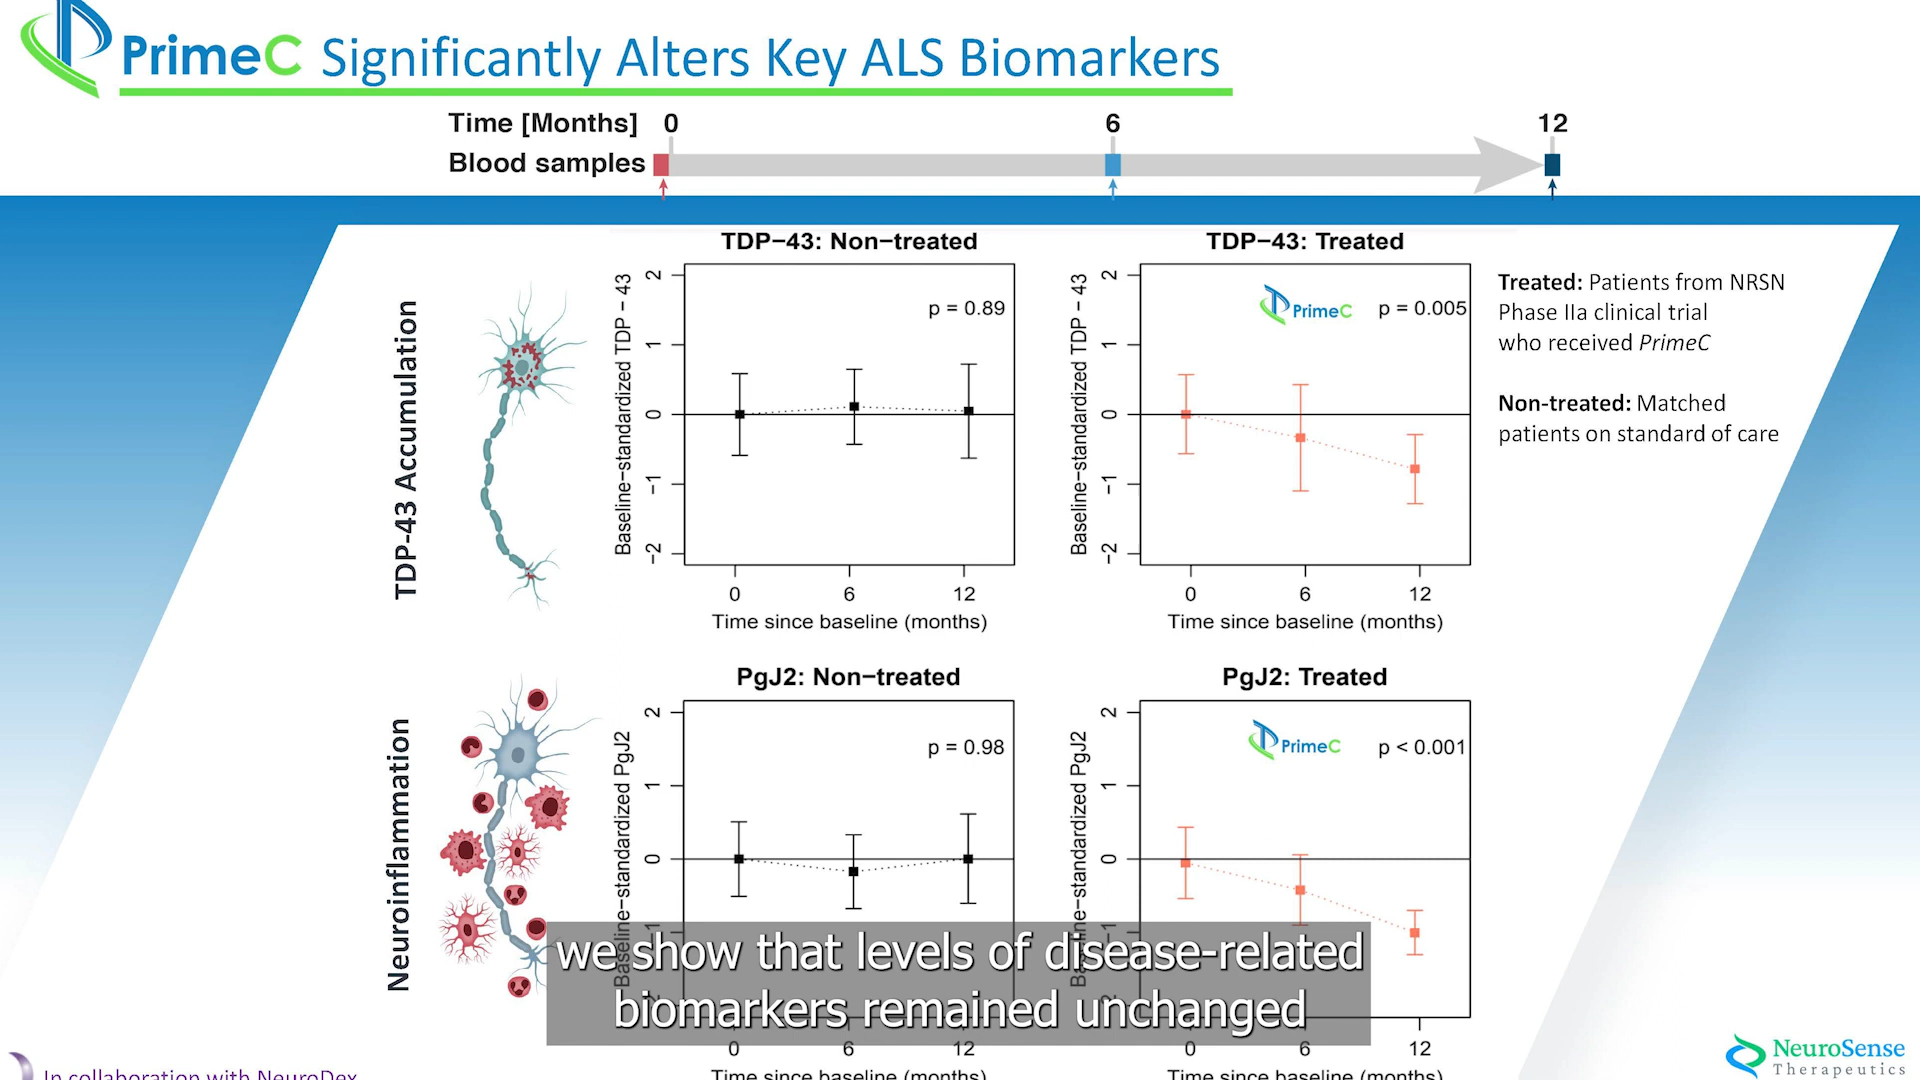 PrimeC Significantly Alters Key ALS Biomarkers
Time [Months] 0 6 12
Blood samples
TDP-43 Accumulation
TDP−43: Non−treated
Baseline−standardized TDP − 43
2
1
0
−1
−2
p = 0.89
0 6 12
Time since baseline (months)
TDP−43: Treated
Baseline−standardized TDP − 43
2
1
0
−1
−2
PrimeC p = 0.005
0 6 12
Time since baseline (months)
Treated: Patients from NRSN
Phase IIa clinical trial
who received PrimeC
Non-treated: Matched
patients on standard of care
Neuroinflammation
PgJ2: Non−treated
Baseline−standardized PgJ2
2
1
0
p = 0.98
0 6 12
Time since baseline (months)
PgJ2: Treated
Baseline−standardized PgJ2
2
1
0
−1
PrimeC p < 0.001
0 6 12
Time since baseline (months)
we show that levels of disease-related
biomarkers remained unchanged
In collaboration with NeuroDex
NeuroSense
Therapeutics